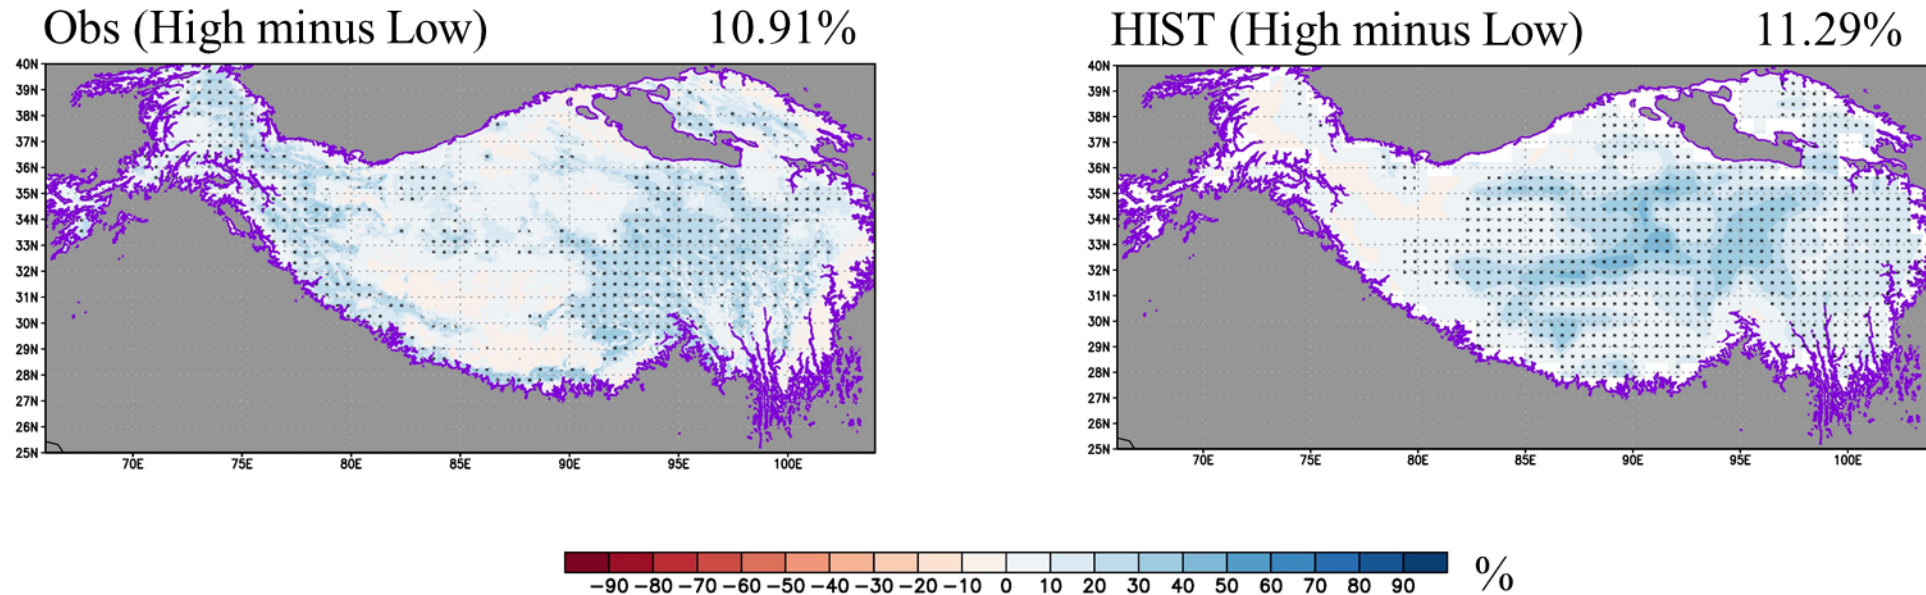 Obs (High minus Low) 10.91%
HIST (High minus Low) 11.29%
40N
39N
38N
37N
36N
35N
34N
33N
32N
31N
30N
29N
28N
27N
26N
25N
70E 75E 80E 85E 90E 95E 100E
40N
39N
38N
37N
36N
35N
34N
33N
32N
31N
30N
29N
28N
27N
26N
25N
70E 75E 80E 85E 90E 95E 100E
−90 −80 −70 −60 −50 −40 −30 −20 −10 0 10 20 30 40 50 60 70 80 90 %